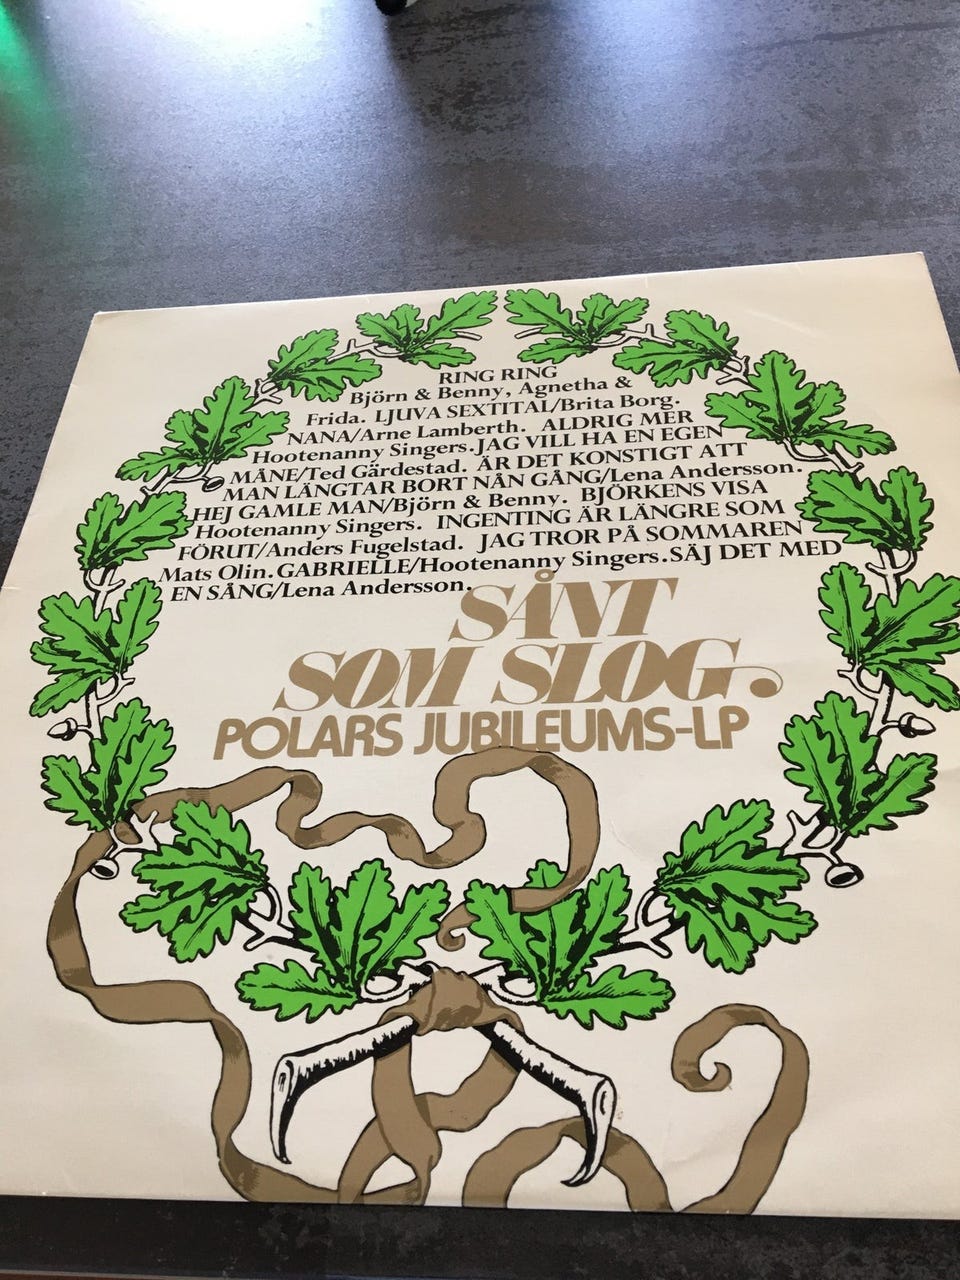 RING RING
Björn & Benny, Agnetha &
Frida. LJUVA SEXTITAL/Brita Borg.
NANA/Arne Lamberth. ALDRIG MER
Hootenanny Singers. JAG VILL HA EN EGEN
MÅNE/Ted Gärdestad. ÄR DET KONSTIGT ATT
MAN LÄNGTAR BORT NÅN GÅNG/Lena Andersson.
HEJ GAMLE MAN/Björn & Benny. BJÖRKENS VISA
Hootenanny Singers. INGENTING ÄR LÄNGRE SOM
FÖRUT/Anders Fugelstad. JAG TROR PÅ SOMMAREN
Mats Olin. GABRIELLE/Hootenanny Singers. SÄJ DET MED
EN SÅNG/Lena Andersson.
SÅNT
SOM SLOG.
POLARS JUBILEUMS-LP